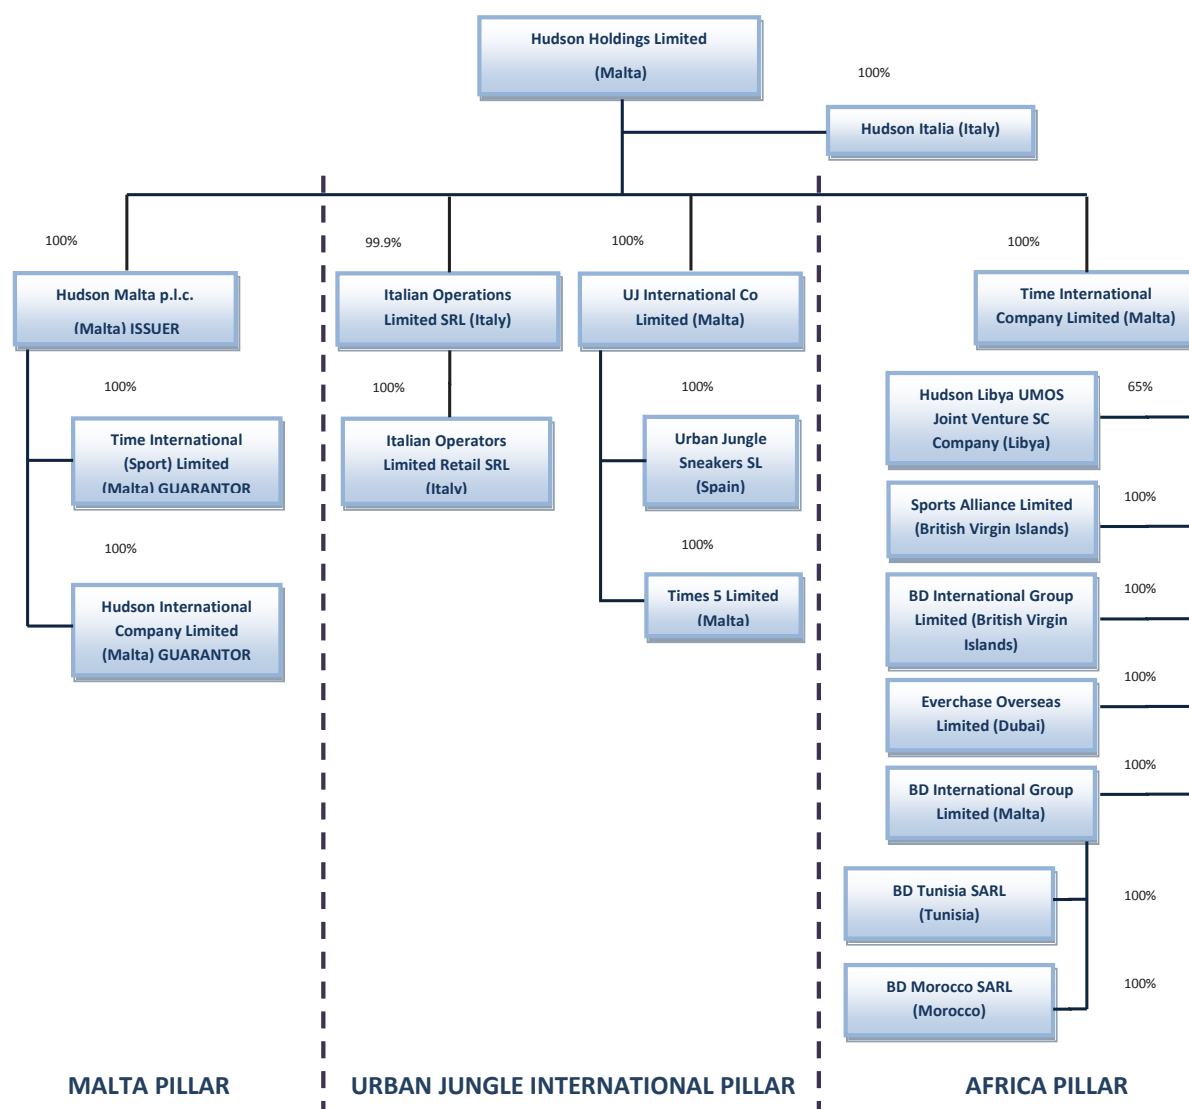 Hudson Holdings Limited
(Malta)
100%
Hudson Italia (Italy)
100%
99.9%
100%
100%
Hudson Malta p.l.c.
(Malta) ISSUER
Italian Operations
Limited SRL (Italy)
UJ International Co
Limited (Malta)
Time International
Company Limited (Malta)
100%
Time International
(Sport) Limited
(Malta) GUARANTOR
100%
Hudson International
Company Limited
(Malta) GUARANTOR
100%
Italian Operators
Limited Retail SRL
(Italy)
100%
Urban Jungle
Sneakers SL
(Spain)
100%
Times 5 Limited
(Malta)
Hudson Libya UMOS
Joint Venture SC
Company (Libya)
65%
Sports Alliance Limited
(British Virgin Islands)
100%
BD International Group
Limited (British Virgin
Islands)
100%
Everchase Overseas
Limited (Dubai)
100%
BD International Group
Limited (Malta)
100%
BD Tunisia SARL
(Tunisia)
100%
BD Morocco SARL
(Morocco)
100%
MALTA PILLAR
URBAN JUNGLE INTERNATIONAL PILLAR
AFRICA PILLAR